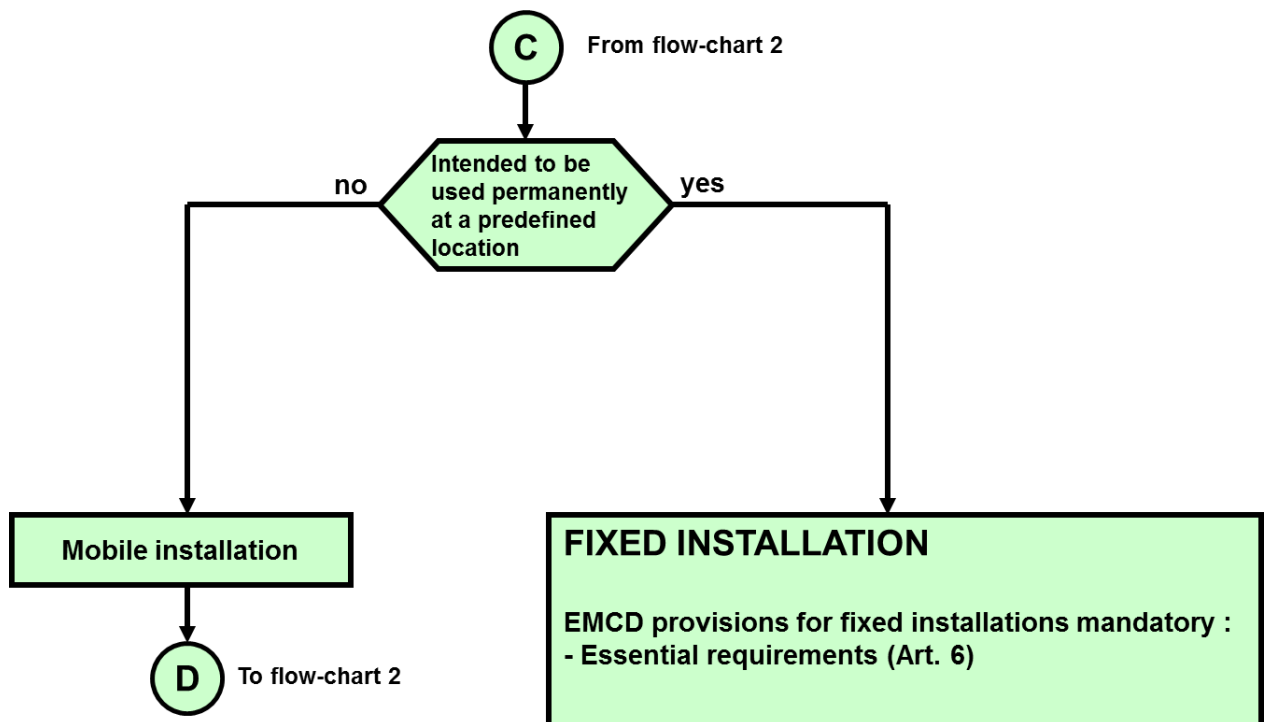 C
From flow-chart 2
Intended to be
used permanently
at a predefined
location
no
yes
Mobile installation
FIXED INSTALLATION
EMCD provisions for fixed installations mandatory :
- Essential requirements (Art. 6)
D
To flow-chart 2